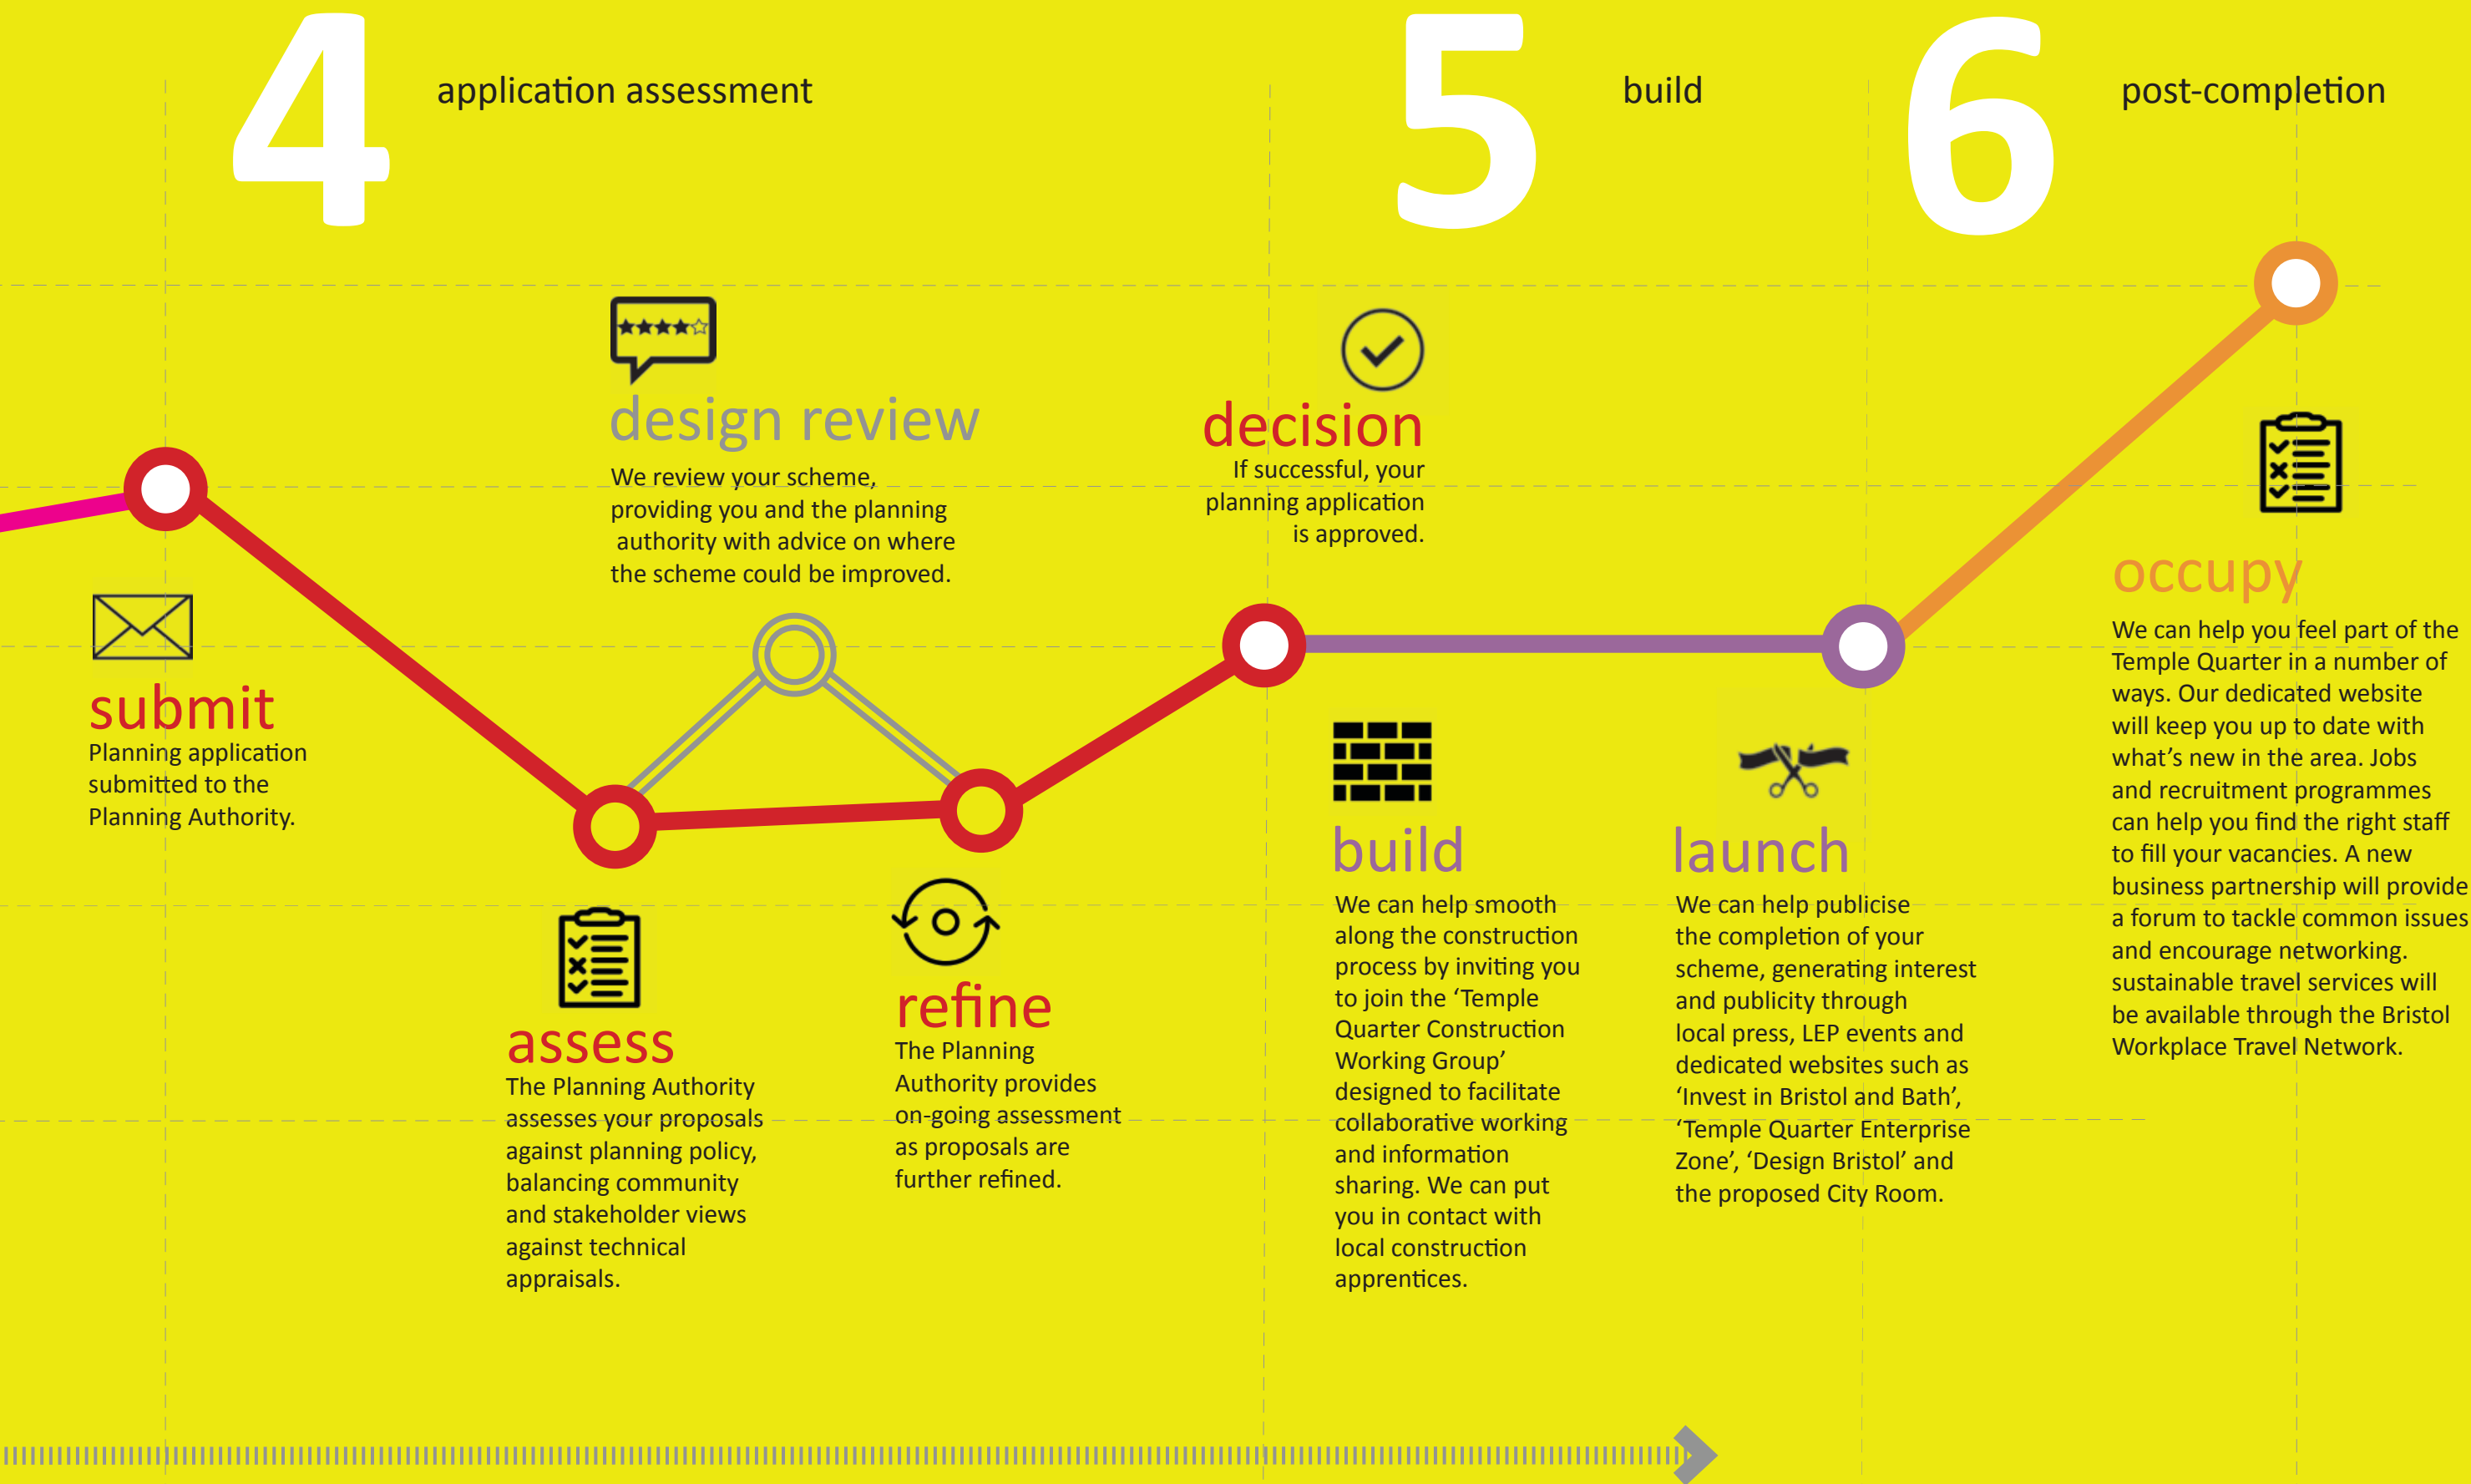 4
application assessment
5
build
6
post-completion
submit
Planning application
submitted to the
Planning Authority.
design review
We review your scheme,
providing you and the planning
authority with advice on where
the scheme could be improved.
assess
The Planning Authority
assesses your proposals
against planning policy,
balancing community
and stakeholder views
against technical
appraisals.
refine
The Planning
Authority provides
on-going assessment
as proposals are
further refined.
decision
If successful, your
planning application
is approved.
build
We can help smooth
along the construction
process by inviting you
to join the ‘Temple
Quarter Construction
Working Group’
designed to facilitate
collaborative working
and information
sharing. We can put
you in contact with
local construction
apprentices.
launch
We can help publicise
the completion of your
scheme, generating interest
and publicity through
local press, LEP events and
dedicated websites such as
‘Invest in Bristol and Bath’,
‘Temple Quarter Enterprise
Zone’, ‘Design Bristol’ and
the proposed City Room.
occupy
We can help you feel part of the
Temple Quarter in a number of
ways. Our dedicated website
will keep you up to date with
what’s new in the area. Jobs
and recruitment programmes
can help you find the right staff
to fill your vacancies. A new
business partnership will provide
a forum to tackle common issues
and encourage networking.
sustainable travel services will
be available through the Bristol
Workplace Travel Network.